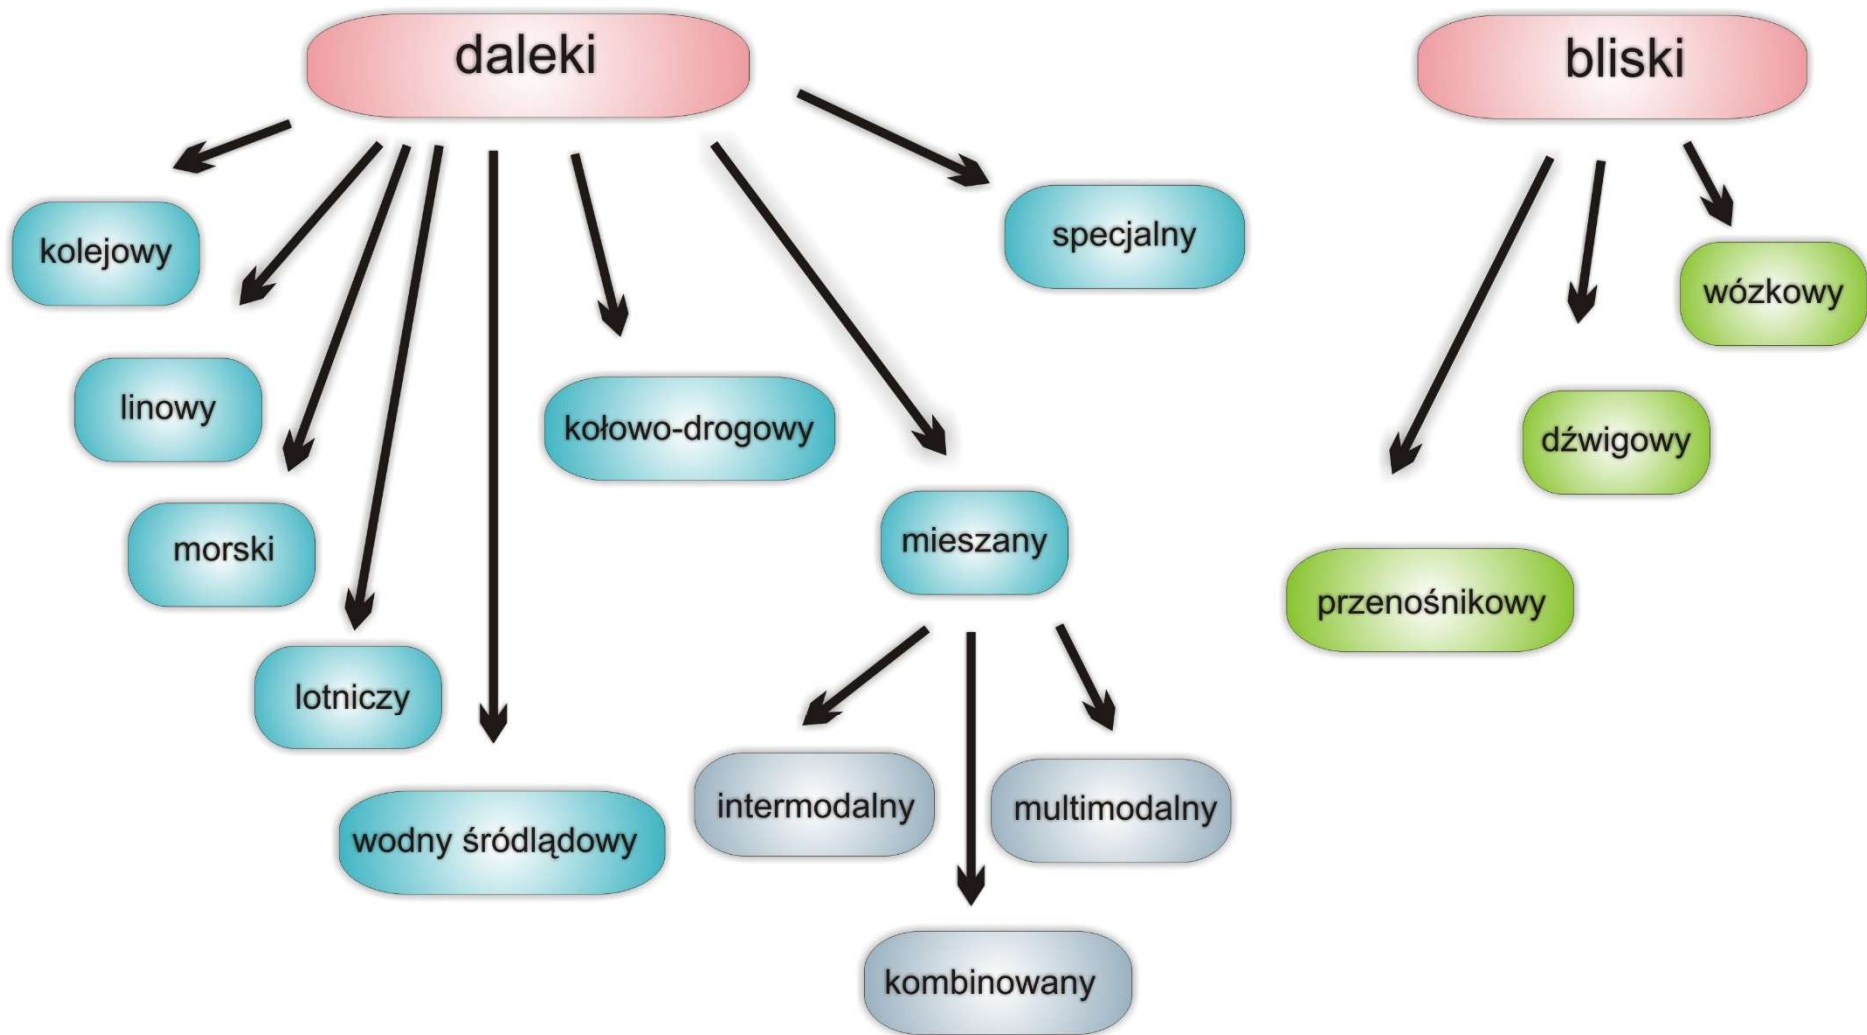 daleki
bliski
kolejowy
specjalny
wózkowy
linowy
kołowo-drogowy
dźwigowy
morski
mieszany
przenośnikowy
lotniczy
intermodalny
multimodalny
wodny śródlądowy
kombinowany